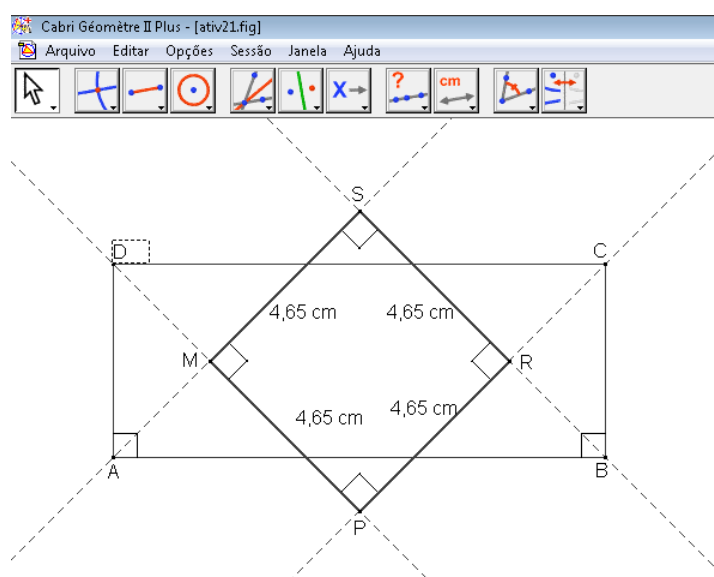 Cabri Géomètre II Plus - [ativ21.fig]
Arquivo Editar Opções Sessão Janela Ajuda
X
?
cm
S
D
C
4,65 cm 4,65 cm
M
R
4,65 cm 4,65 cm
A
B
P